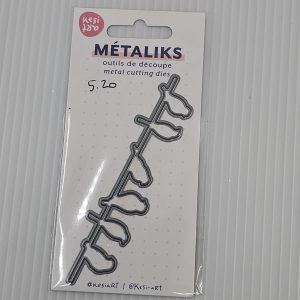 Kesi
art
MÉTALIKS
outils de découpe
metal cutting dies
5.20
#KesiART | @Kesi-aRT